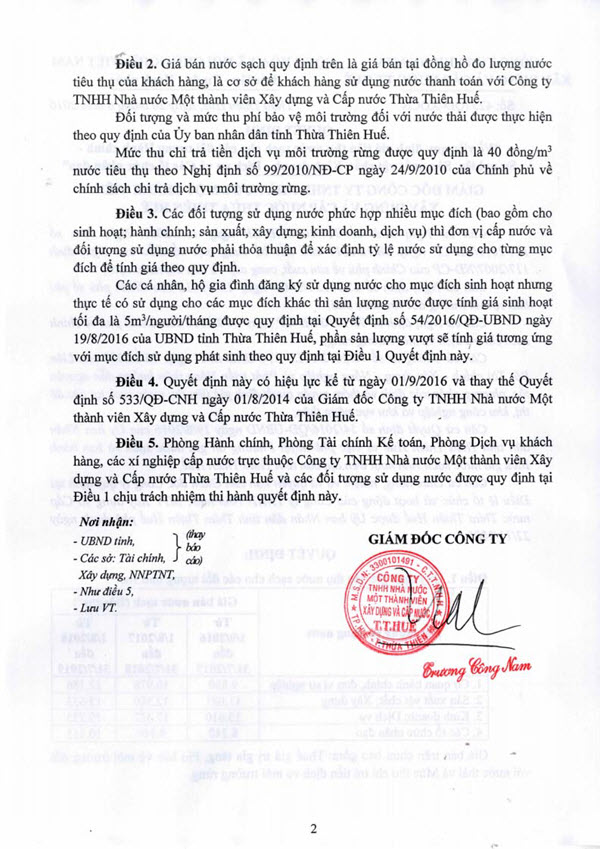 Điều 2. Giá bán nước sạch quy định trên là giá bán tại đồng hồ đo lượng nước
tiêu thụ của khách hàng, là cơ sở để khách hàng sử dụng nước thanh toán với Công ty
TNHH Nhà nước Một thành viên Xây dựng và Cấp nước Thừa Thiên Huế.
Đối tượng và mức thu phí bảo vệ môi trường đối với nước thải được thực hiện
theo quy định của Ủy ban nhân dân tỉnh Thừa Thiên Huế.
Mức thu chi trả tiền dịch vụ môi trường rừng được quy định là 40 đồng/m³
nước tiêu thụ theo Nghị định số 99/2010/NĐ-CP ngày 24/9/2010 của Chính phủ về
chính sách chi trả dịch vụ môi trường rừng.
Điều 3. Các đối tượng sử dụng nước phức hợp nhiều mục đích (bao gồm cho
sinh hoạt; hành chính; sản xuất, xây dựng; kinh doanh, dịch vụ) thì đơn vị cấp nước và
đối tượng sử dụng nước phải thỏa thuận để xác định tỷ lệ nước sử dụng cho từng mục
đích để tính giá theo quy định.
Các cá nhân, hộ gia đình đăng ký sử dụng nước cho mục đích sinh hoạt nhưng
thực tế có sử dụng cho các mục đích khác thì sản lượng nước được tính giá sinh hoạt
tối đa là 5m³/người/tháng được quy định tại Quyết định số 54/2016/QĐ-UBND ngày
19/8/2016 của UBND tỉnh Thừa Thiên Huế, phần sản lượng vượt sẽ tính giá tương ứng
với mục đích sử dụng phát sinh theo quy định tại Điều 1 Quyết định này.
Điều 4. Quyết định này có hiệu lực kể từ ngày 01/9/2016 và thay thế Quyết
định số 533/QĐ-CNH ngày 01/8/2014 của Giám đốc Công ty TNHH Nhà nước Một
thành viên Xây dựng và Cấp nước Thừa Thiên Huế.
Điều 5. Phòng Hành chính, Phòng Tài chính Kế toán, Phòng Dịch vụ khách
hàng, các xí nghiệp cấp nước trực thuộc Công ty TNHH Nhà nước Một thành viên Xây
dựng và Cấp nước Thừa Thiên Huế và các đối tượng sử dụng nước được quy định tại
Điều 1 chịu trách nhiệm thi hành quyết định này.
Nơi nhận:
- UBND tỉnh,
- Các sở: Tài chính,
Xây dựng, NNPTNT,
(thay
báo
cáo)
- Như điều 5,
- Lưu VT.
GIÁM ĐỐC CÔNG TY
M.S.D.N: 3300101491 - C.T.T.N.H.H
CÔNG TY
TNHH NHÀ NƯỚC
MỘT THÀNH VIÊN
XÂY DỰNG VÀ CẤP NƯỚC
T.T.HUẾ
TP.HUẾ - T.THỪA THIÊN HUẾ
Trương Công Nam
2